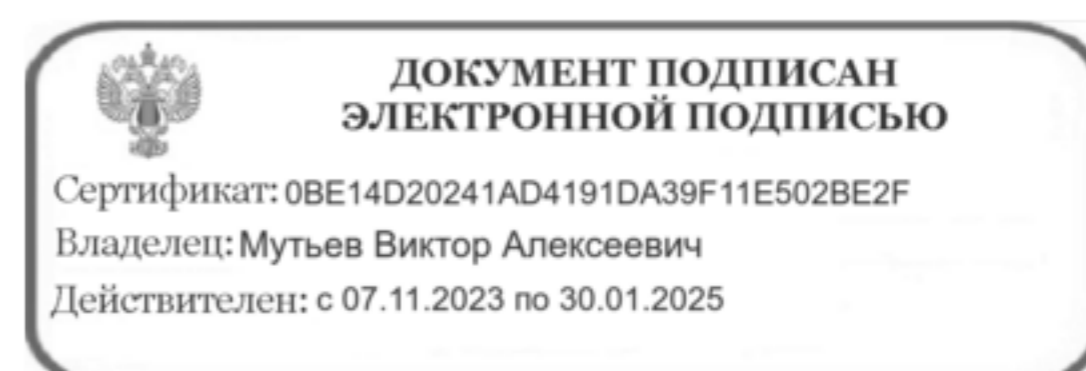 ДОКУМЕНТ ПОДПИСАН
ЭЛЕКТРОННОЙ ПОДПИСЬЮ
Сертификат: 0BE14D20241AD4191DA39F11E502BE2F
Владелец: Мутьев Виктор Алексеевич
Действителен: с 07.11.2023 по 30.01.2025